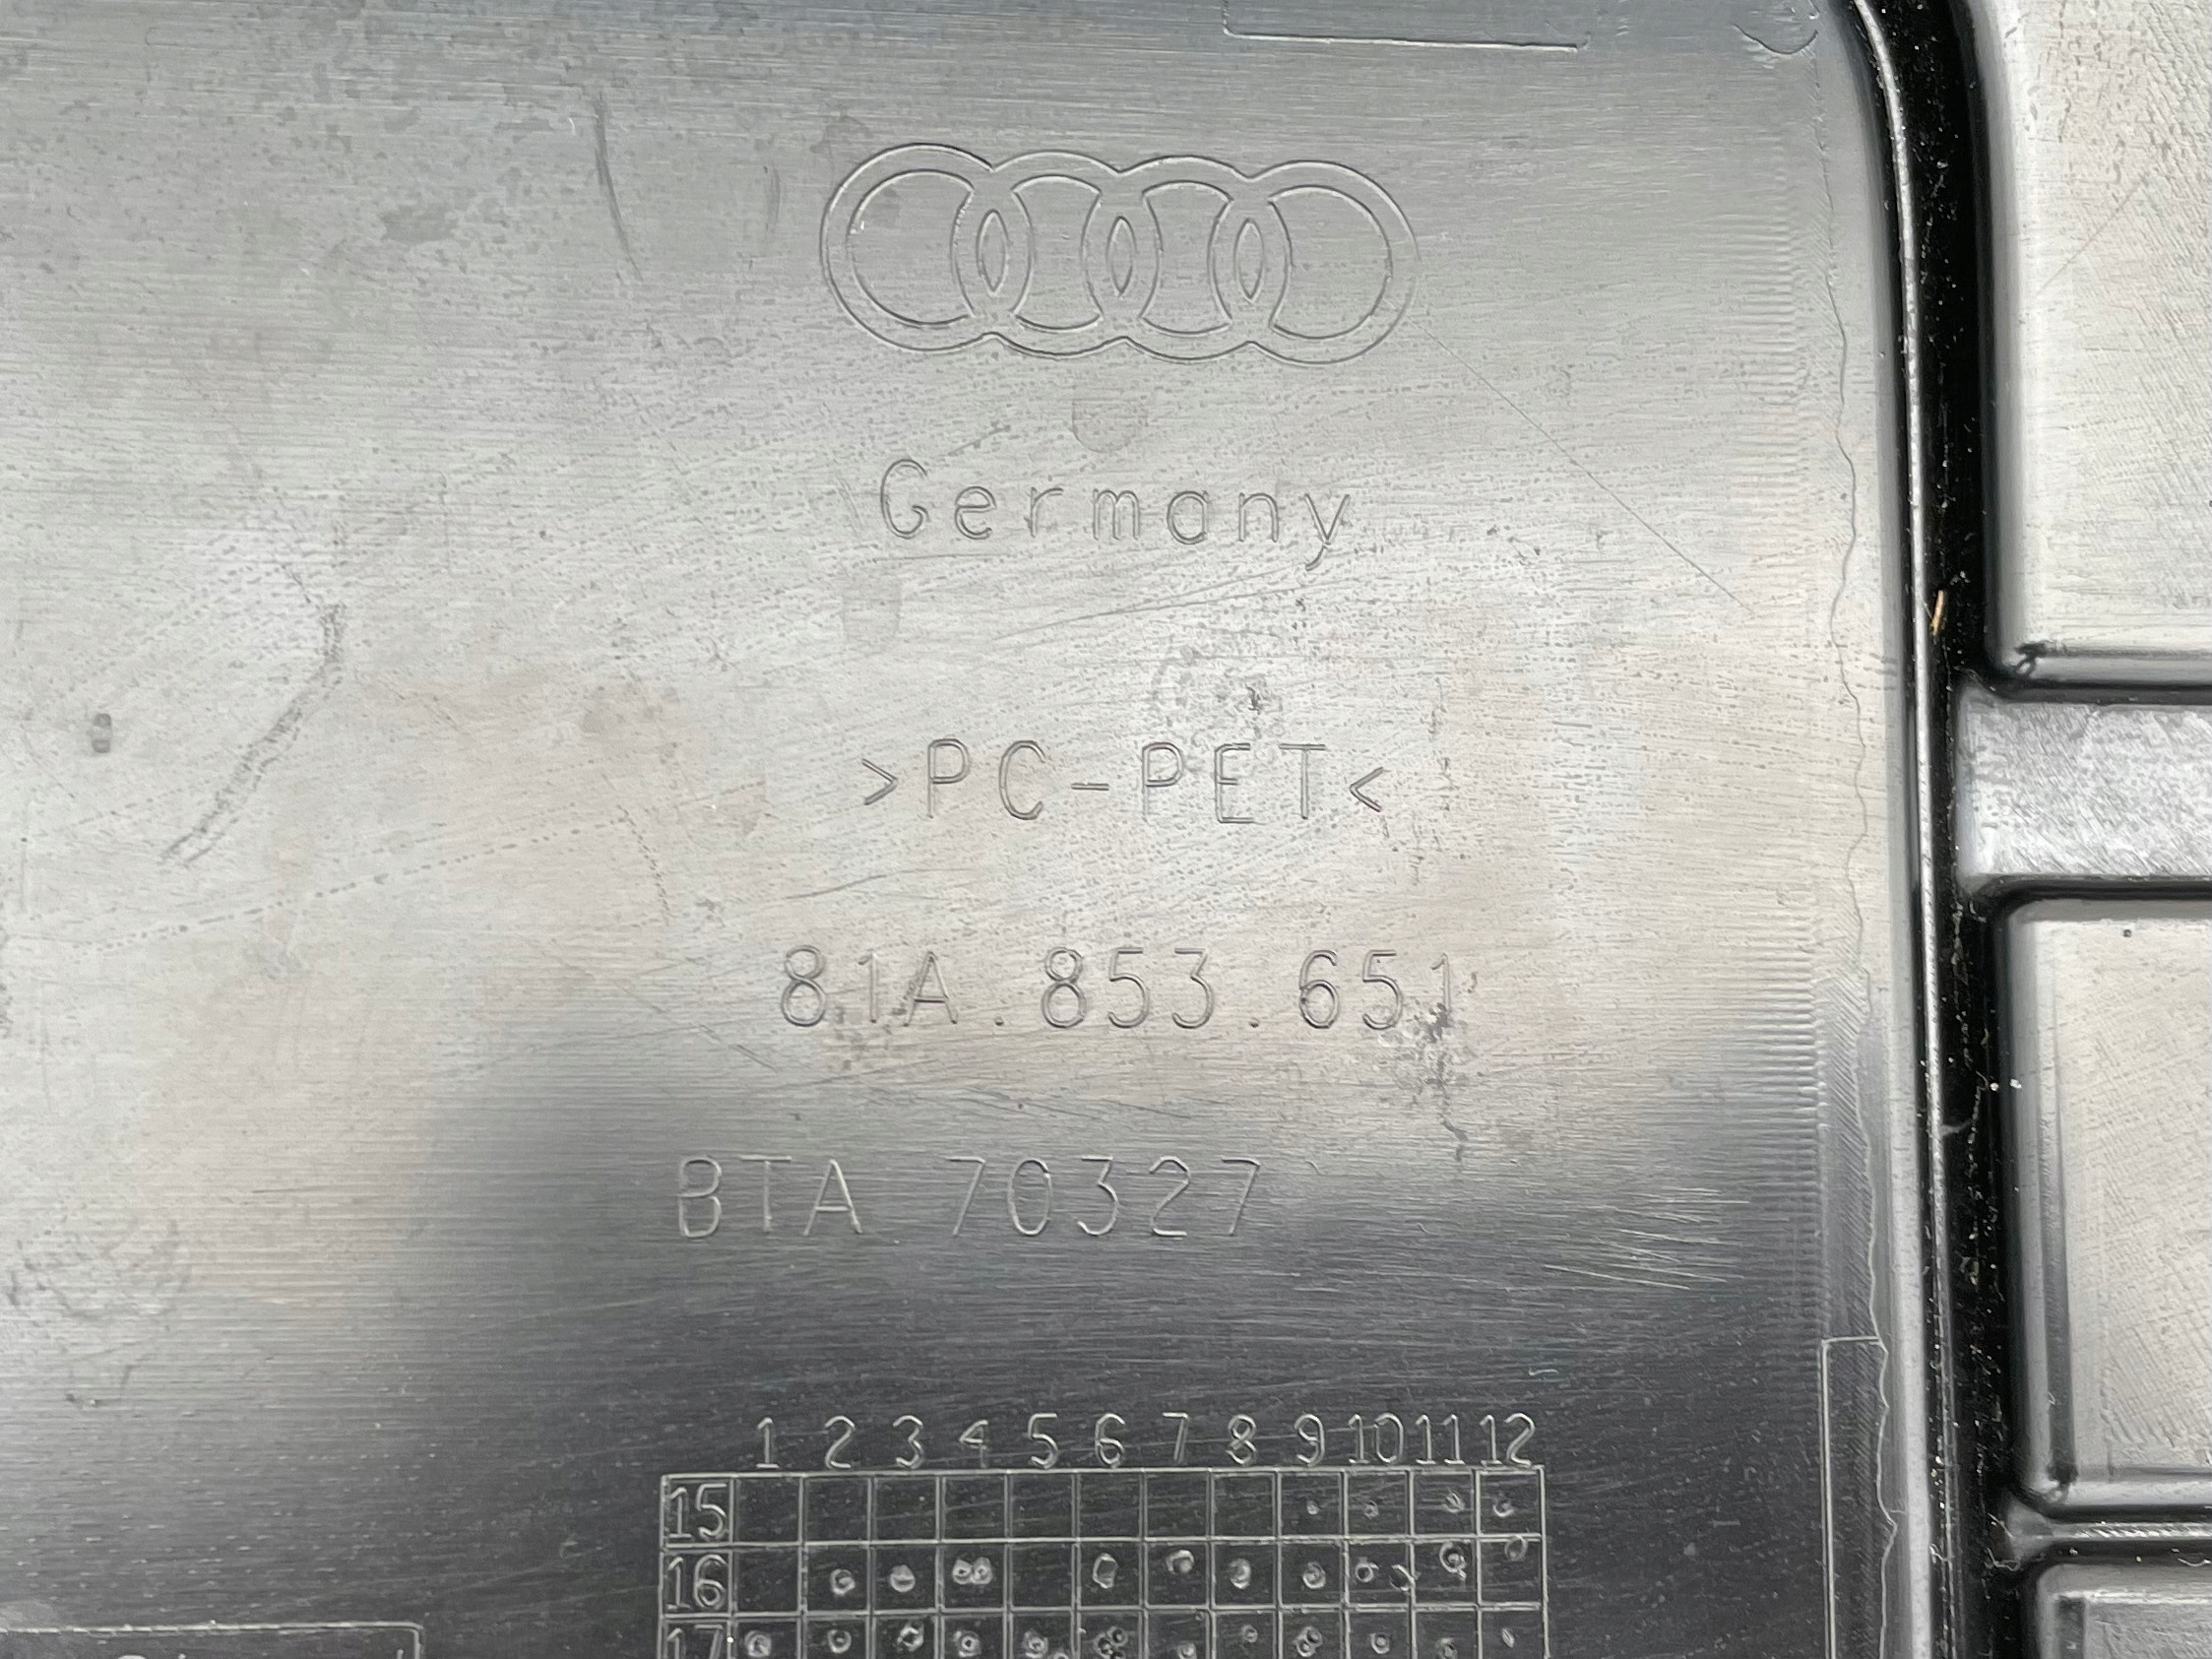 Germany
>PC-PET<
81A.853.651
BTA 70327
1 2 3 4 5 6 7 8 9 10 11 12
15
16
17